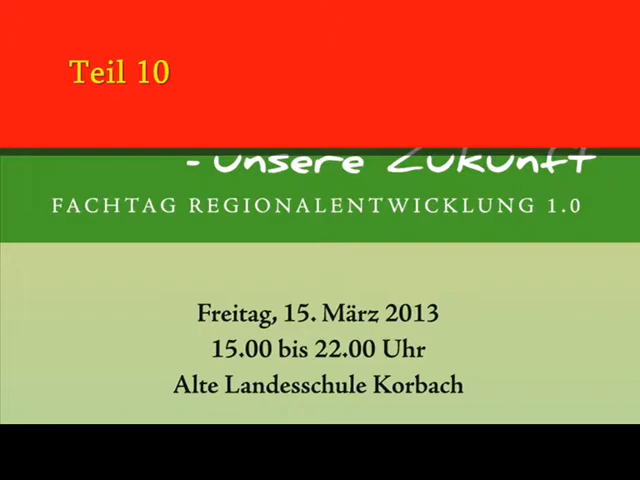 Teil 10
- unsere Zukunft
FACHTAG REGIONALENTWICKLUNG 1.0
Freitag, 15. März 2013
15.00 bis 22.00 Uhr
Alte Landesschule Korbach